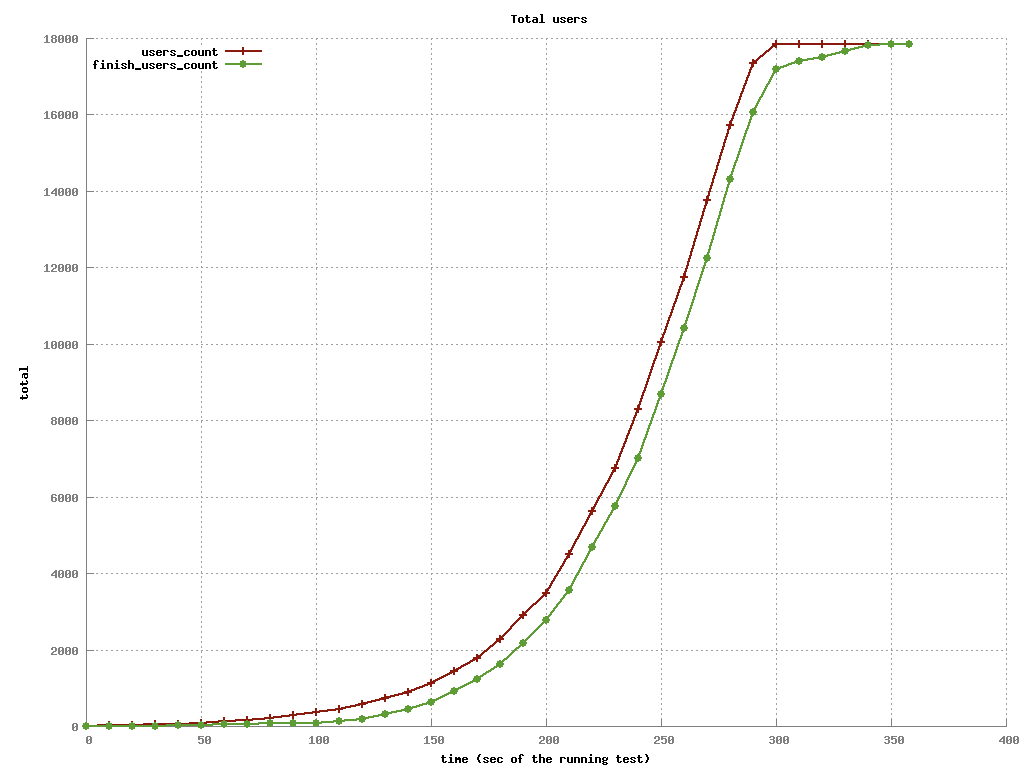 Total users
users_count
finish_users_count
18000
16000
14000
12000
10000
8000
6000
4000
2000
0
total
0 50 100 150 200 250 300 350 400
time (sec of the running test)